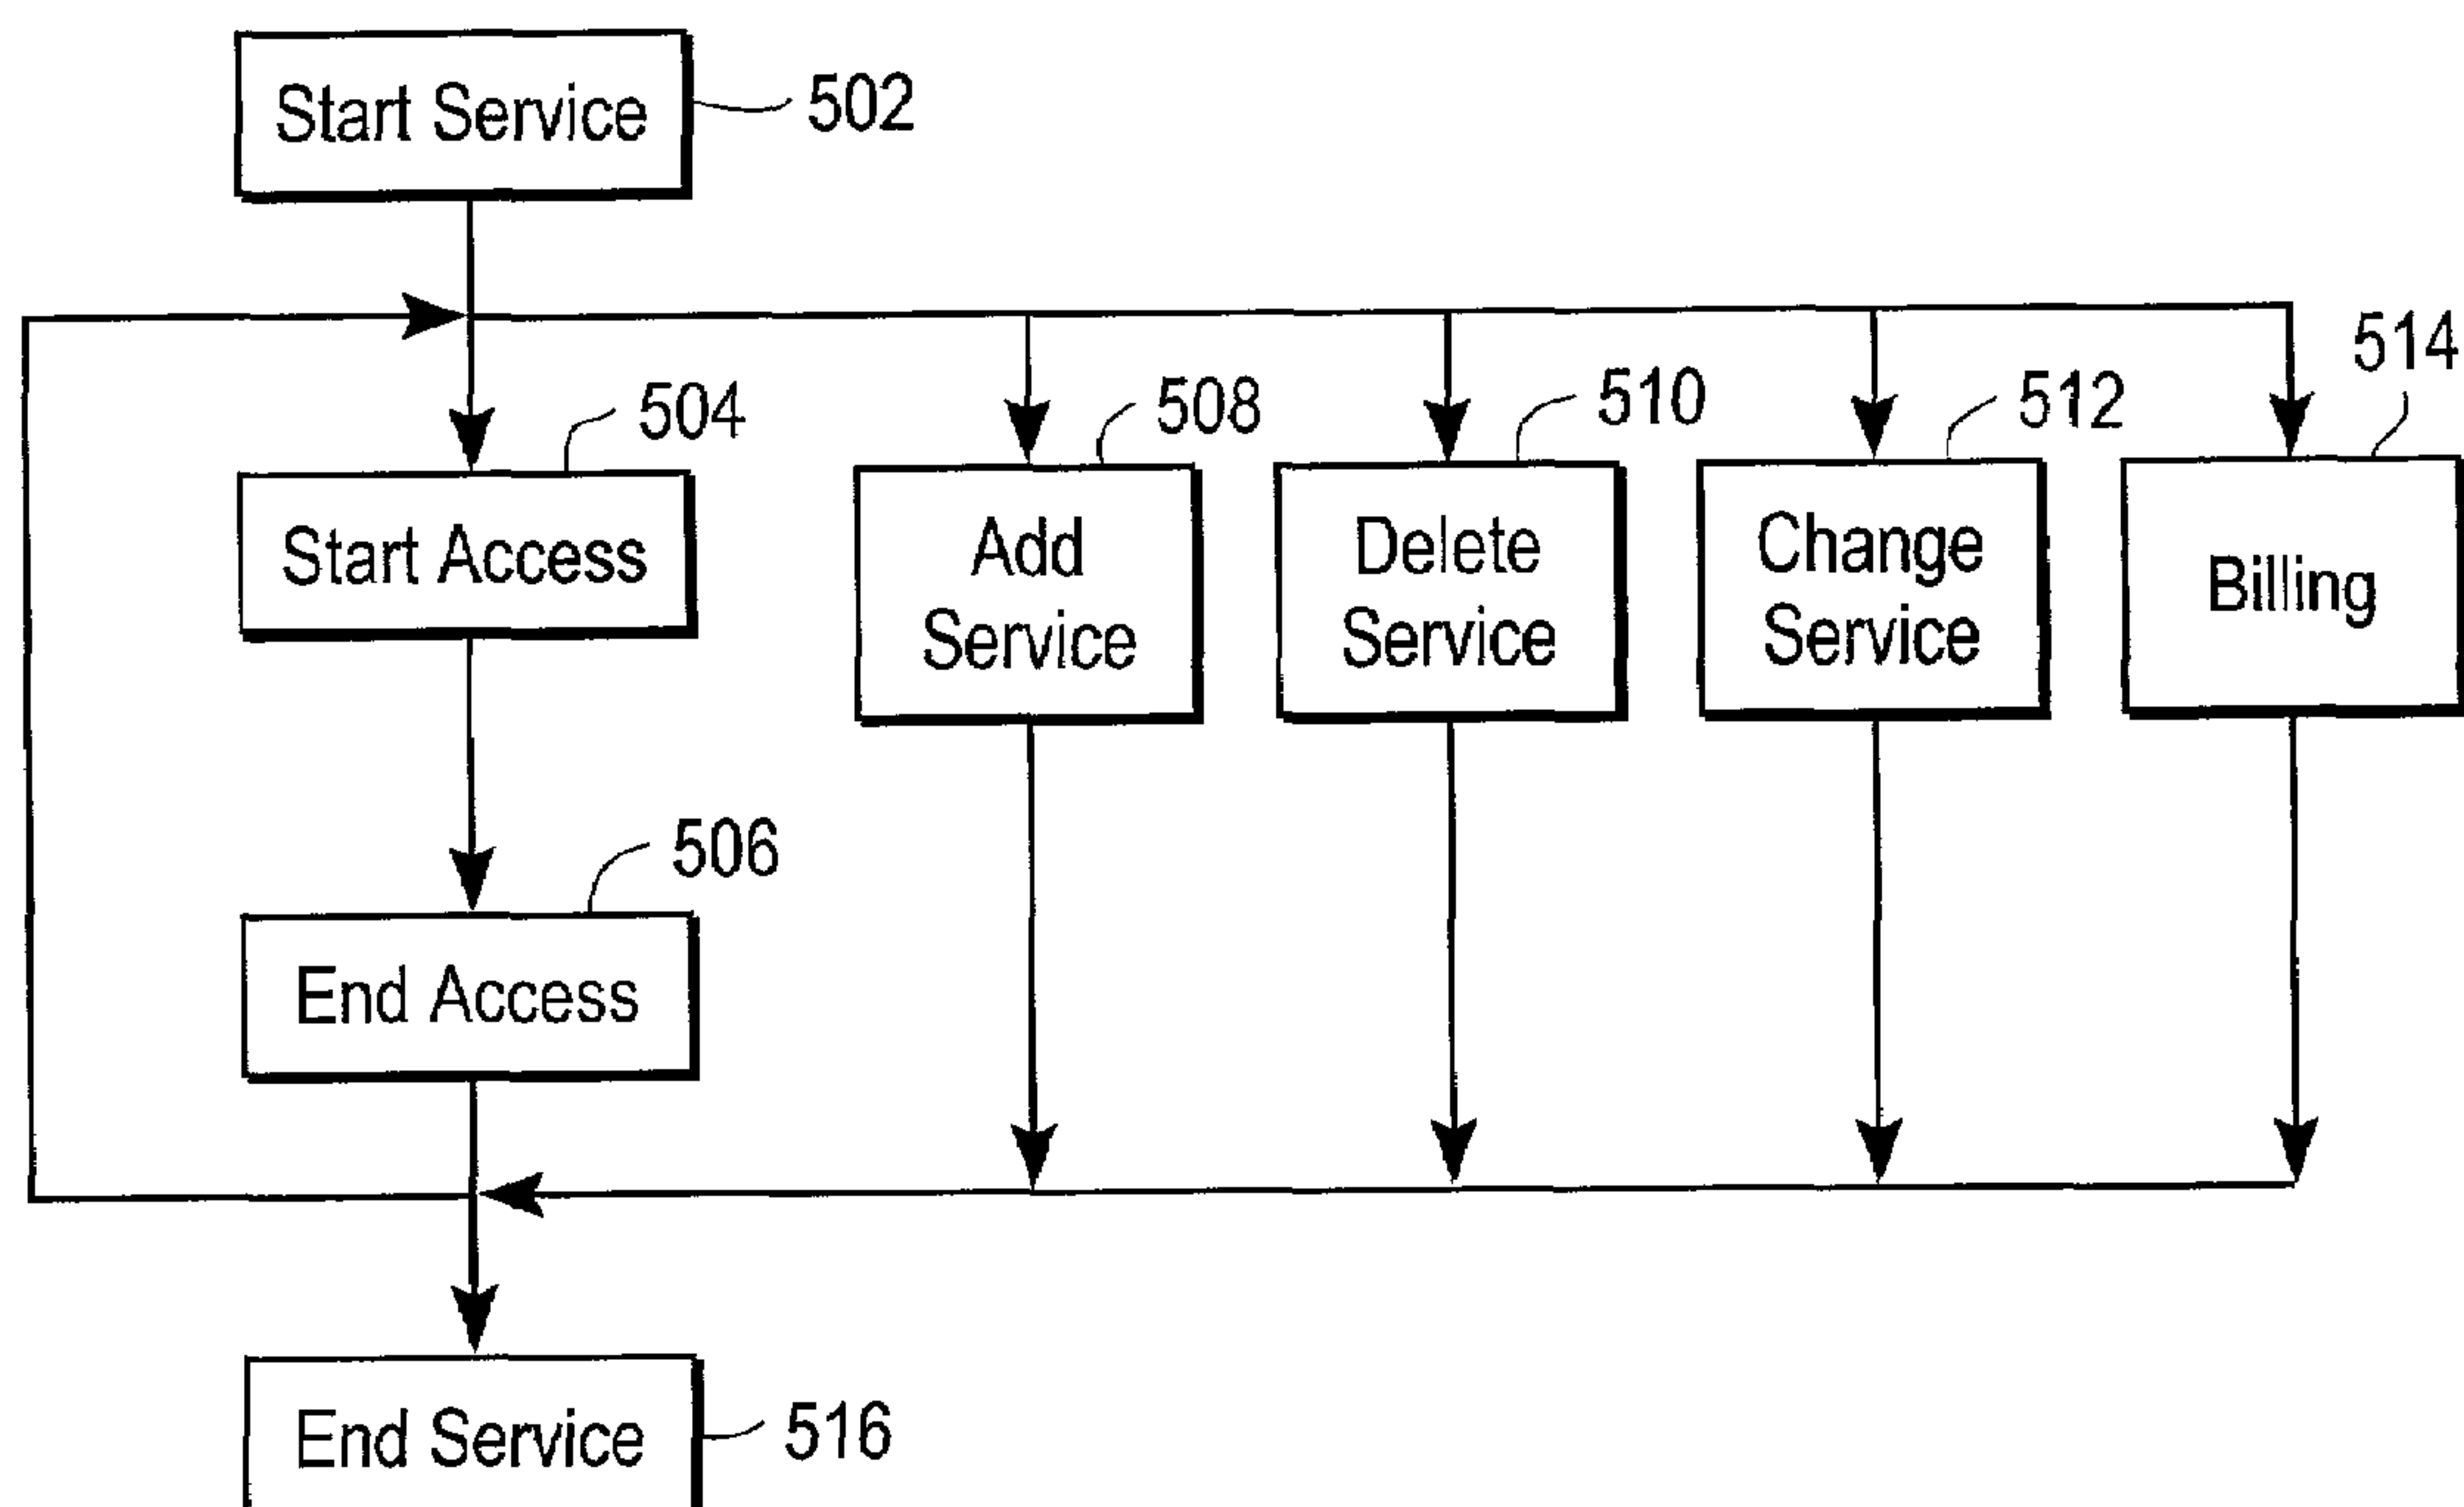 Start Service
502
514
504
508
510
512
Start Access
Add
Service
Delete
Service
Change
Service
Billing
506
End Access
End Service
516